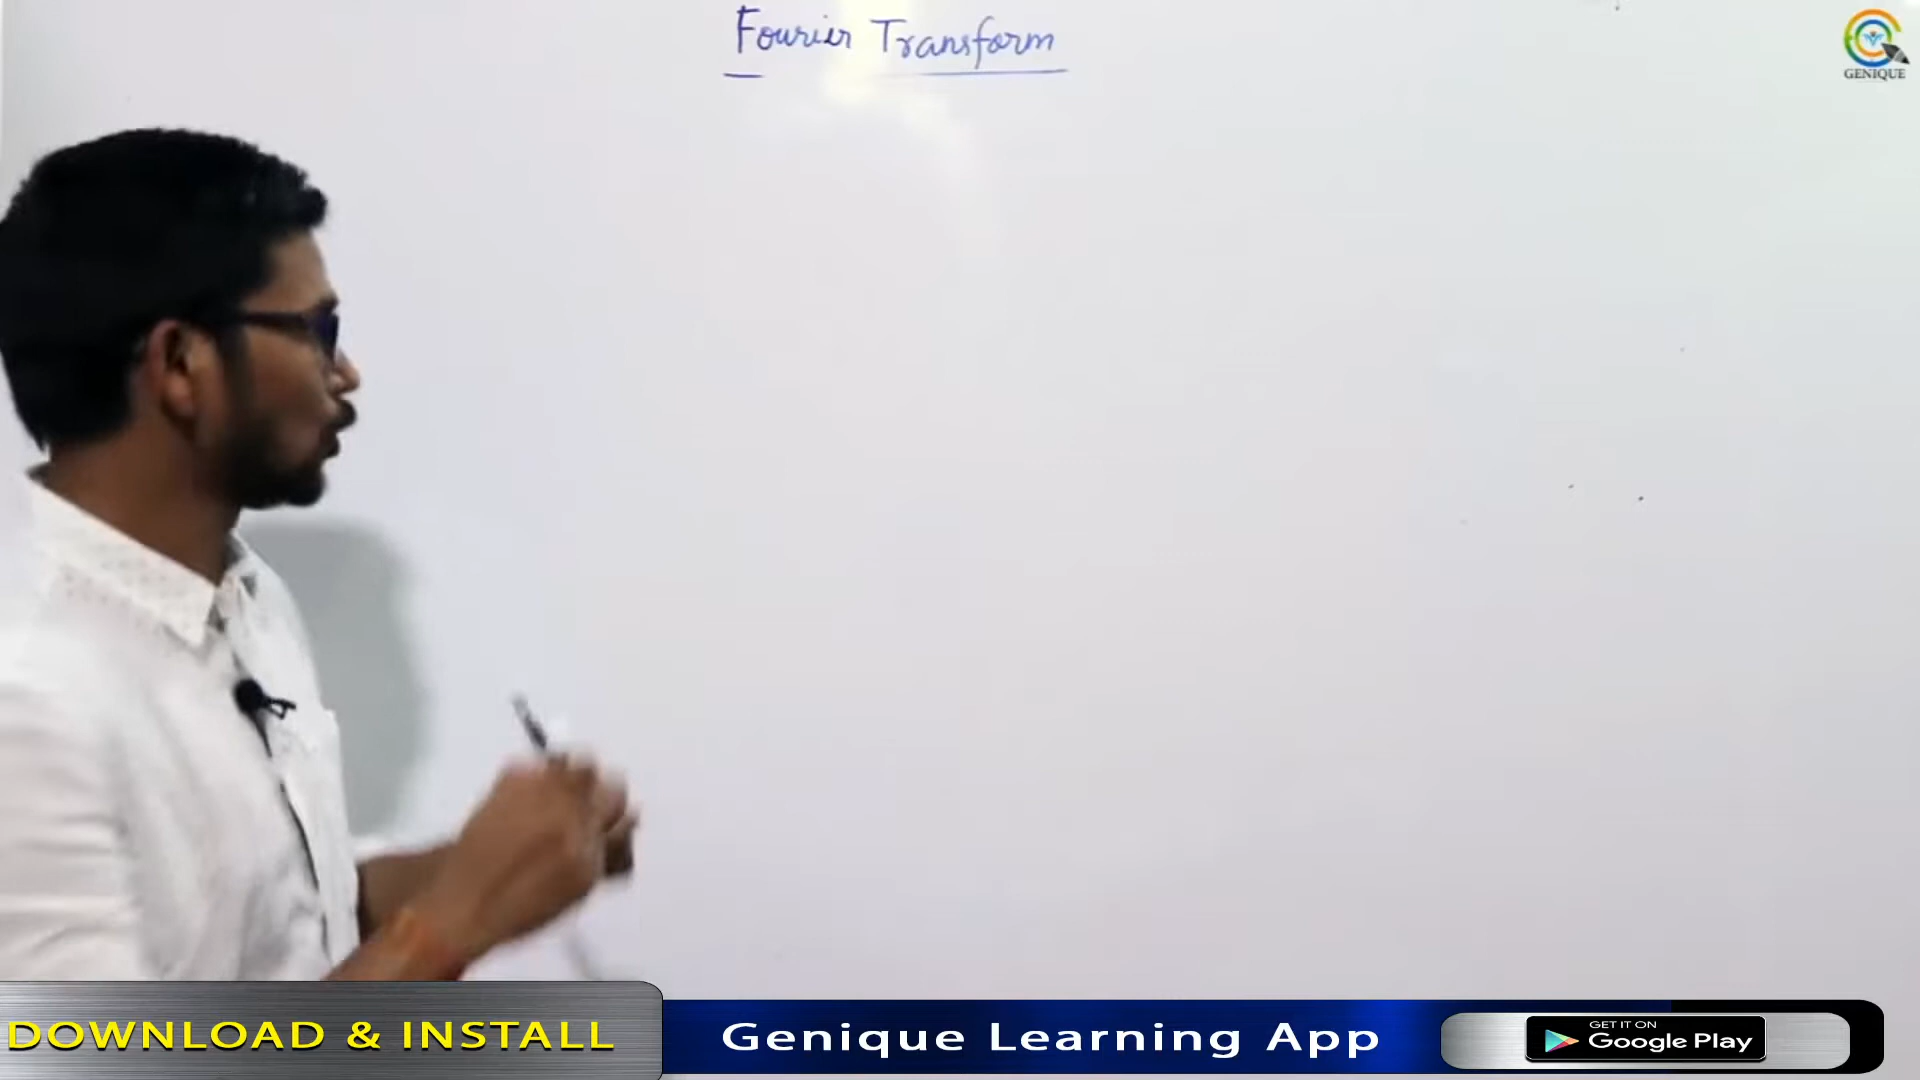 Fourier Transform
GENIQUE
DOWNLOAD & INSTALL
Genique Learning App
GET IT ON
Google Play